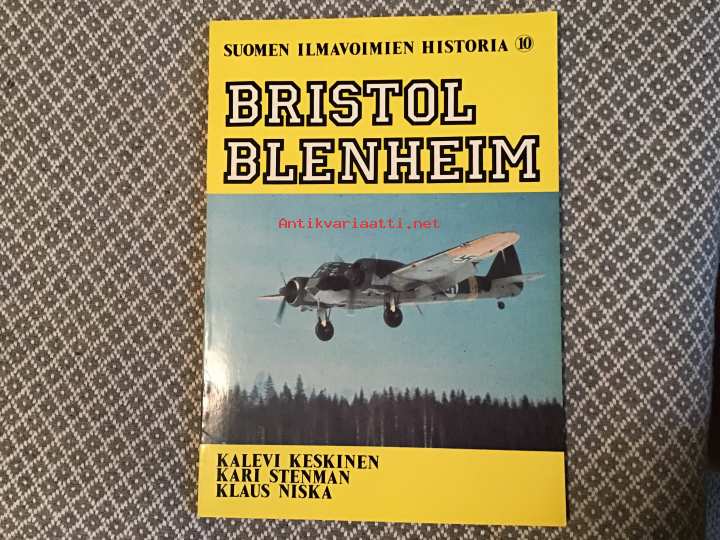 SUOMEN ILMAVOIMIEN HISTORIA 10
BRISTOL
BLENHEIM
Antikvariaatti.net
KALEVI KESKINEN
KARI STENMAN
KLAUS NISKA